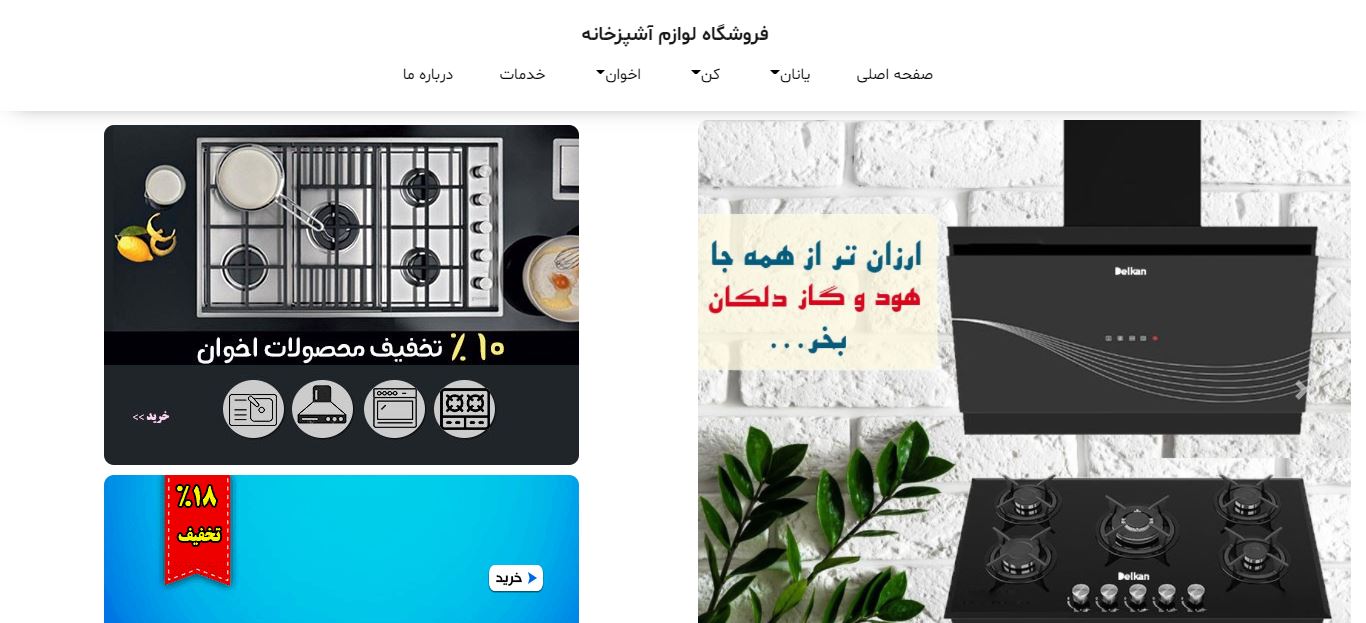 فروشگاه لوازم آشپزخانه
صفحه اصلی
یانان
کن
اخوان
خدمات
درباره ما
ارزان تر از همه جا
هود و گاز دلکان
بخر...
Delkan
Delkan
۱۰ ٪ تخفیف محصولات اخوان
خرید >>
٪۱۸
تخفیف
خرید